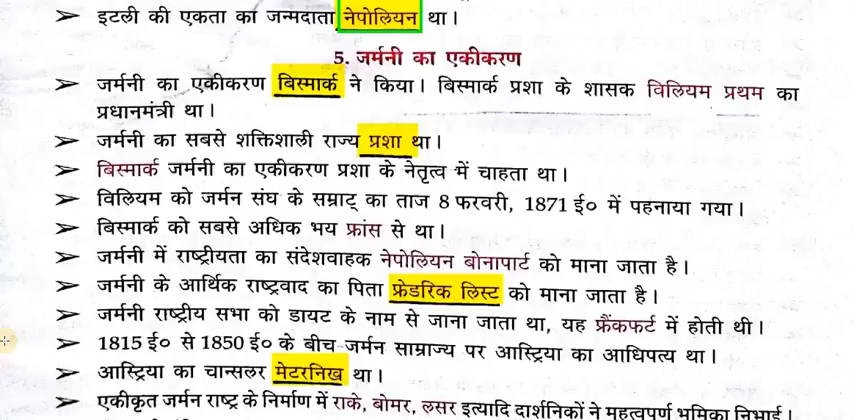 ➤ इटली की एकता का जन्मदाता नेपोलियन था।
5. जर्मनी का एकीकरण
➤ जर्मनी का एकीकरण बिस्मार्क ने किया। बिस्मार्क प्रशा के शासक विलियम प्रथम का
प्रधानमंत्री था।
➤ जर्मनी का सबसे शक्तिशाली राज्य प्रशा था।
➤ बिस्मार्क जर्मनी का एकीकरण प्रशा के नेतृत्व में चाहता था।
➤ विलियम को जर्मन संघ के सम्राट् का ताज 8 फरवरी, 1871 ई० में पहनाया गया।
➤ बिस्मार्क को सबसे अधिक भय फ्रांस से था।
➤ जर्मनी में राष्ट्रीयता का संदेशवाहक नेपोलियन बोनापार्ट को माना जाता है।
➤ जर्मनी के आर्थिक राष्ट्रवाद का पिता फ्रेडरिक लिस्ट को माना जाता है।
➤ जर्मनी राष्ट्रीय सभा को डायट के नाम से जाना जाता था, यह फ्रैंकफर्ट में होती थी।
➤ 1815 ई० से 1850 ई० के बीच जर्मन साम्राज्य पर आस्ट्रिया का आधिपत्य था।
➤ आस्ट्रिया का चान्सलर मेटरनिख था।
➤ एकीकृत जर्मन राष्ट्र के निर्माण में राके, बोमर, लसर इत्यादि दार्शनिकों ने महत्वपूर्ण भूमिका निभाई।